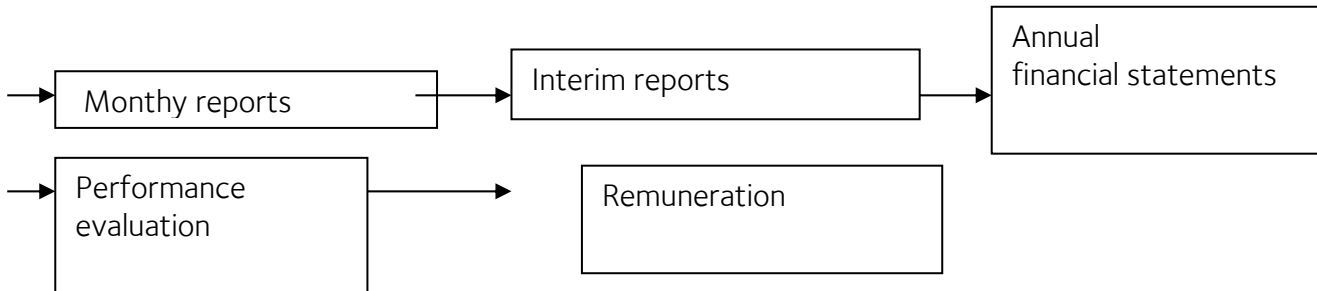 Monthy reports
Interim reports
Annual
financial statements
Performance
evaluation
Remuneration